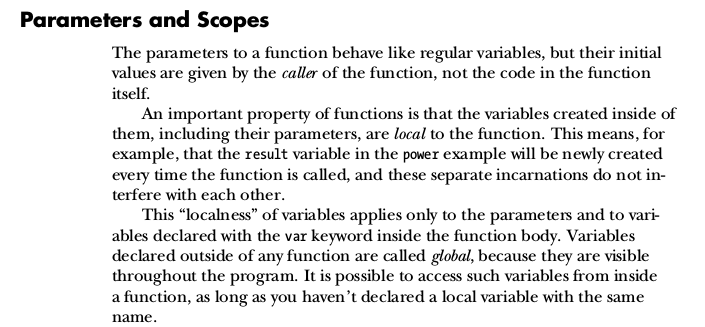 Parameters and Scopes
The parameters to a function behave like regular variables, but their initial
values are given by the caller of the function, not the code in the function
itself.
An important property of functions is that the variables created inside of
them, including their parameters, are local to the function. This means, for
example, that the result variable in the power example will be newly created
every time the function is called, and these separate incarnations do not in-
terfere with each other.
This “localness” of variables applies only to the parameters and to vari-
ables declared with the var keyword inside the function body. Variables
declared outside of any function are called global, because they are visible
throughout the program. It is possible to access such variables from inside
a function, as long as you haven’t declared a local variable with the same
name.